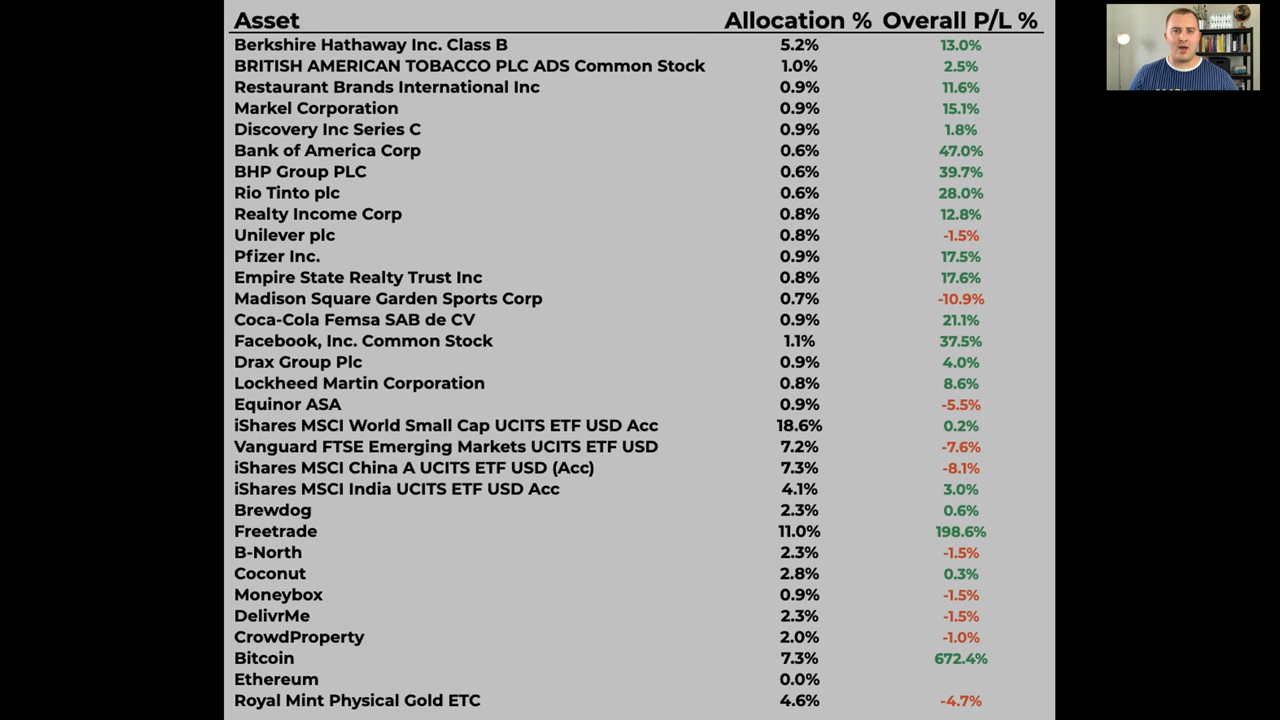 Asset Allocation % Overall P/L %
Berkshire Hathaway Inc. Class B 5.2% 13.0%
BRITISH AMERICAN TOBACCO PLC ADS Common Stock 1.0% 2.5%
Restaurant Brands International Inc 0.9% 11.6%
Markel Corporation 0.9% 15.1%
Discovery Inc Series C 0.9% 1.8%
Bank of America Corp 0.6% 47.0%
BHP Group PLC 0.6% 39.7%
Rio Tinto plc 0.6% 28.0%
Realty Income Corp 0.8% 12.8%
Unilever plc 0.8% -1.5%
Pfizer Inc. 0.9% 17.5%
Empire State Realty Trust Inc 0.8% 17.6%
Madison Square Garden Sports Corp 0.7% -10.9%
Coca-Cola Femsa SAB de CV 0.9% 21.1%
Facebook, Inc. Common Stock 1.1% 37.5%
Drax Group Plc 0.9% 4.0%
Lockheed Martin Corporation 0.8% 8.6%
Equinor ASA 0.9% -5.5%
iShares MSCI World Small Cap UCITS ETF USD Acc 18.6% 0.2%
Vanguard FTSE Emerging Markets UCITS ETF USD 7.2% -7.6%
iShares MSCI China A UCITS ETF USD (Acc) 7.3% -8.1%
iShares MSCI India UCITS ETF USD Acc 4.1% 3.0%
Brewdog 2.3% 0.6%
Freetrade 11.0% 198.6%
B-North 2.3% -1.5%
Coconut 2.8% 0.3%
Moneybox 0.9% -1.5%
DelivrMe 2.3% -1.5%
CrowdProperty 2.0% -1.0%
Bitcoin 7.3% 672.4%
Ethereum 0.0%
Royal Mint Physical Gold ETC 4.6% -4.7%